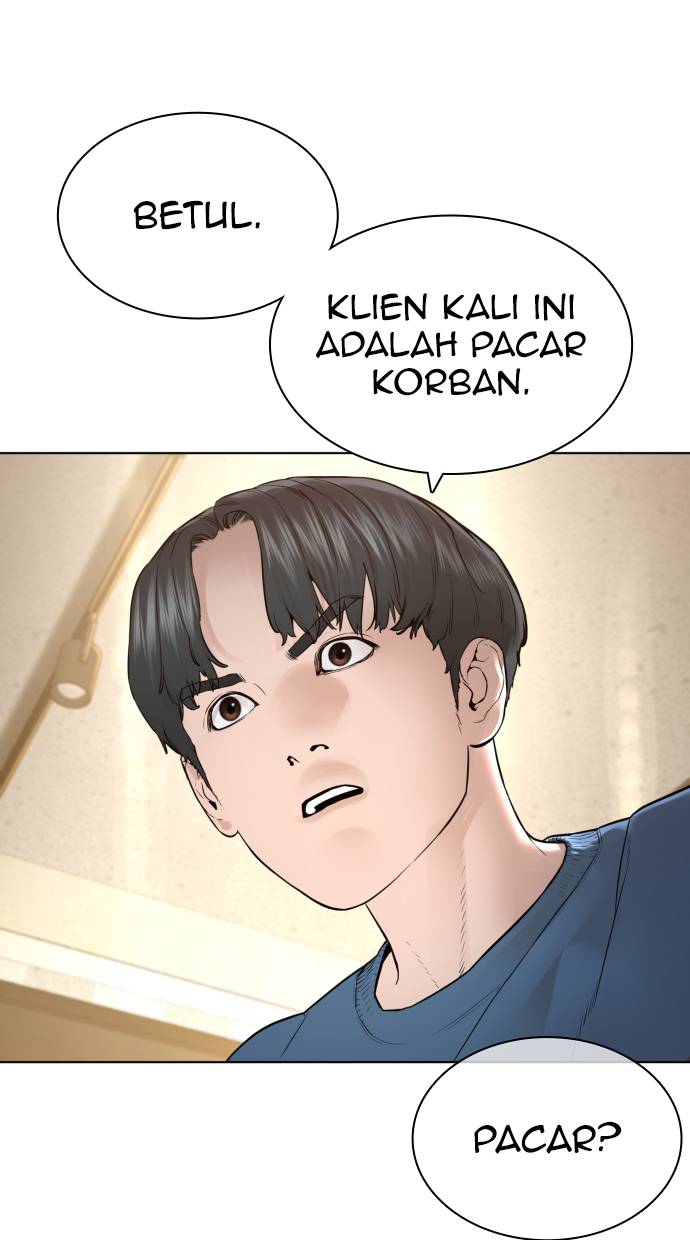 BETUL.
KLIEN KALI INI
ADALAH PACAR
KORBAN.
PACAR?